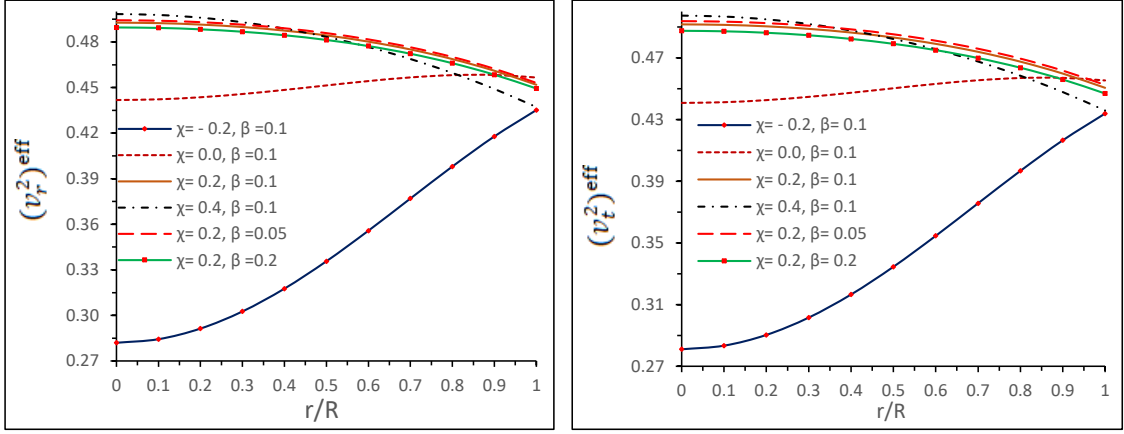 (v_r^2)^eff
0.48
0.45
0.42
0.39
0.36
0.33
0.30
0.27
χ= - 0.2, β =0.1
χ= 0.0, β =0.1
χ= 0.2, β =0.1
χ= 0.4, β =0.1
χ= 0.2, β =0.05
χ= 0.2, β =0.2
0 0.1 0.2 0.3 0.4 0.5 0.6 0.7 0.8 0.9 1
r/R
(v_t^2)^eff
0.47
0.43
0.39
0.35
0.31
0.27
χ= - 0.2, β= 0.1
χ= 0.0, β= 0.1
χ= 0.2, β= 0.1
χ= 0.4, β= 0.1
χ= 0.2, β= 0.05
χ= 0.2, β= 0.2
0 0.1 0.2 0.3 0.4 0.5 0.6 0.7 0.8 0.9 1
r/R